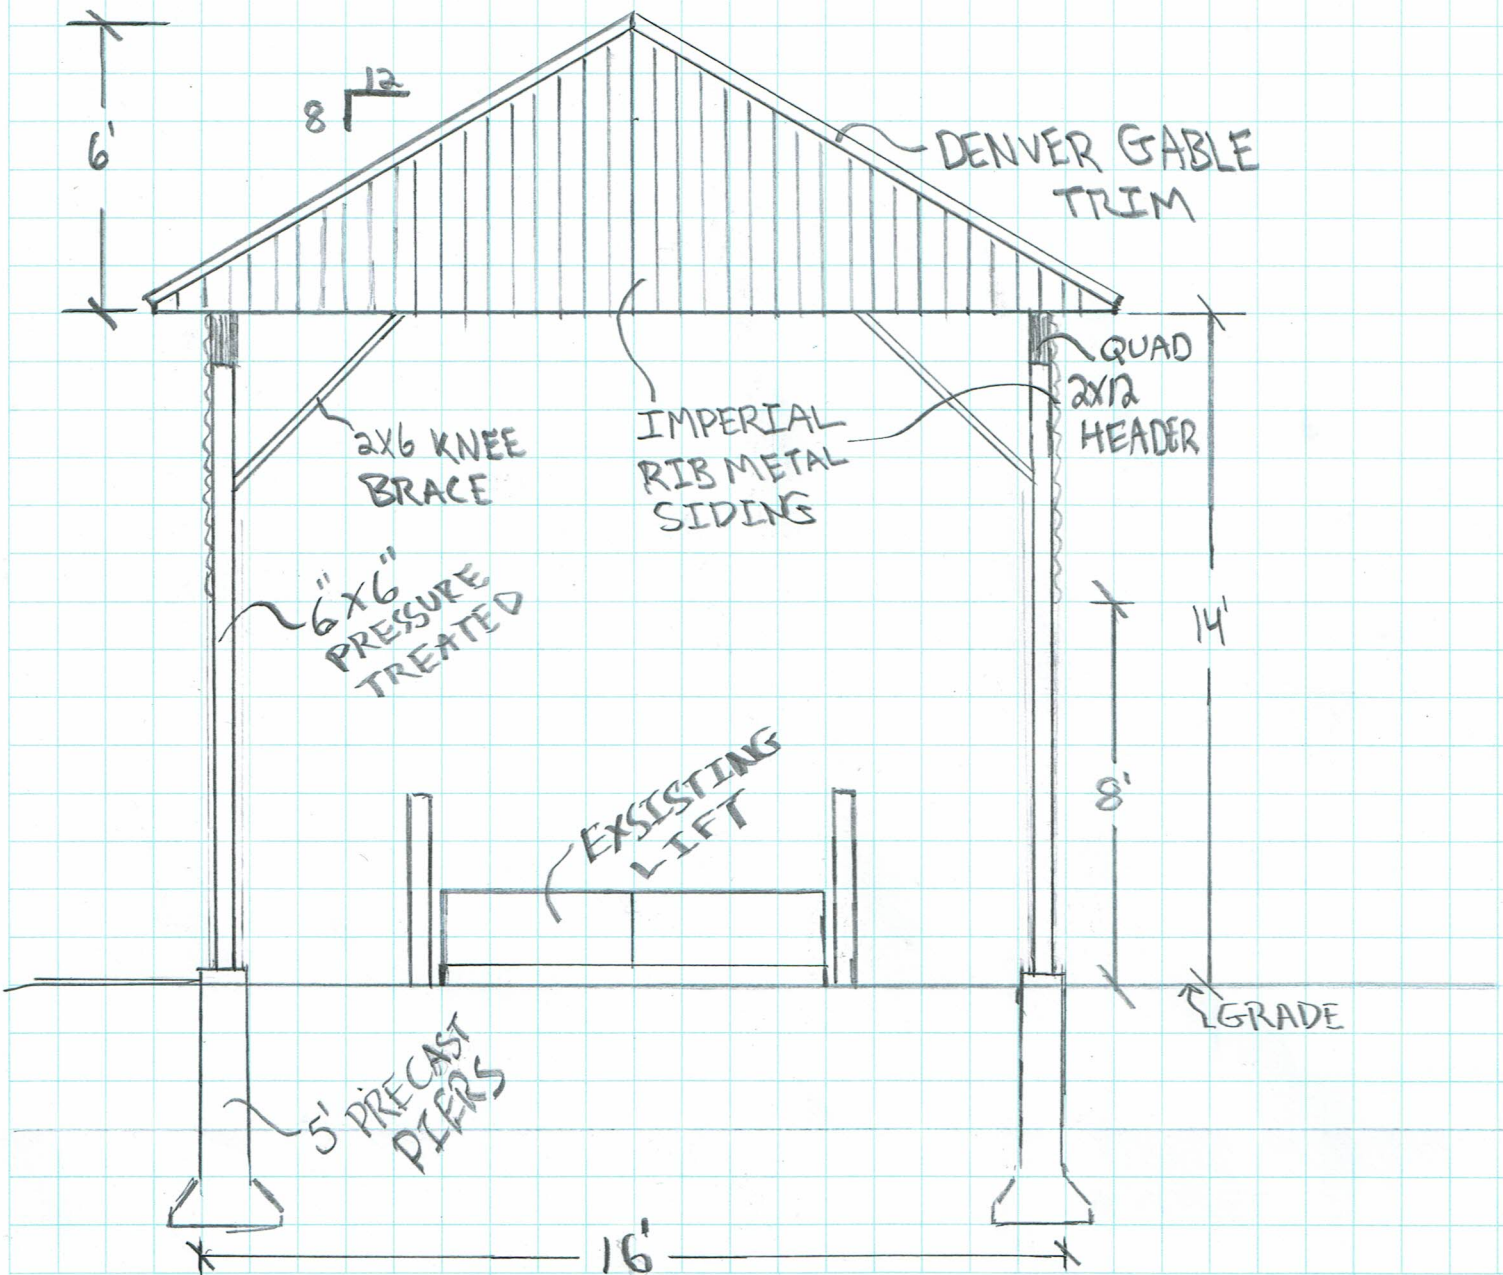 12
8
6'
DENVER GABLE
TRIM
QUAD
2X12
HEADER
IMPERIAL
RIB METAL
SIDING
2X6 KNEE
BRACE
6"X6"
PRESSURE
TREATED
14'
8'
EXSISTING
LIFT
GRADE
5' PRECAST
PIERS
16'